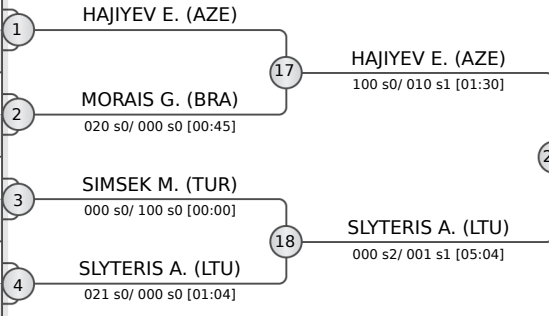 HAJIYEV E. (AZE)
1
17
HAJIYEV E. (AZE)
100 s0/ 010 s1 [01:30]
MORAIS G. (BRA)
2
020 s0/ 000 s0 [00:45]
SIMSEK M. (TUR)
3
000 s0/ 100 s0 [00:00]
18
SLYTERIS A. (LTU)
000 s2/ 001 s1 [05:04]
SLYTERIS A. (LTU)
4
021 s0/ 000 s0 [01:04]